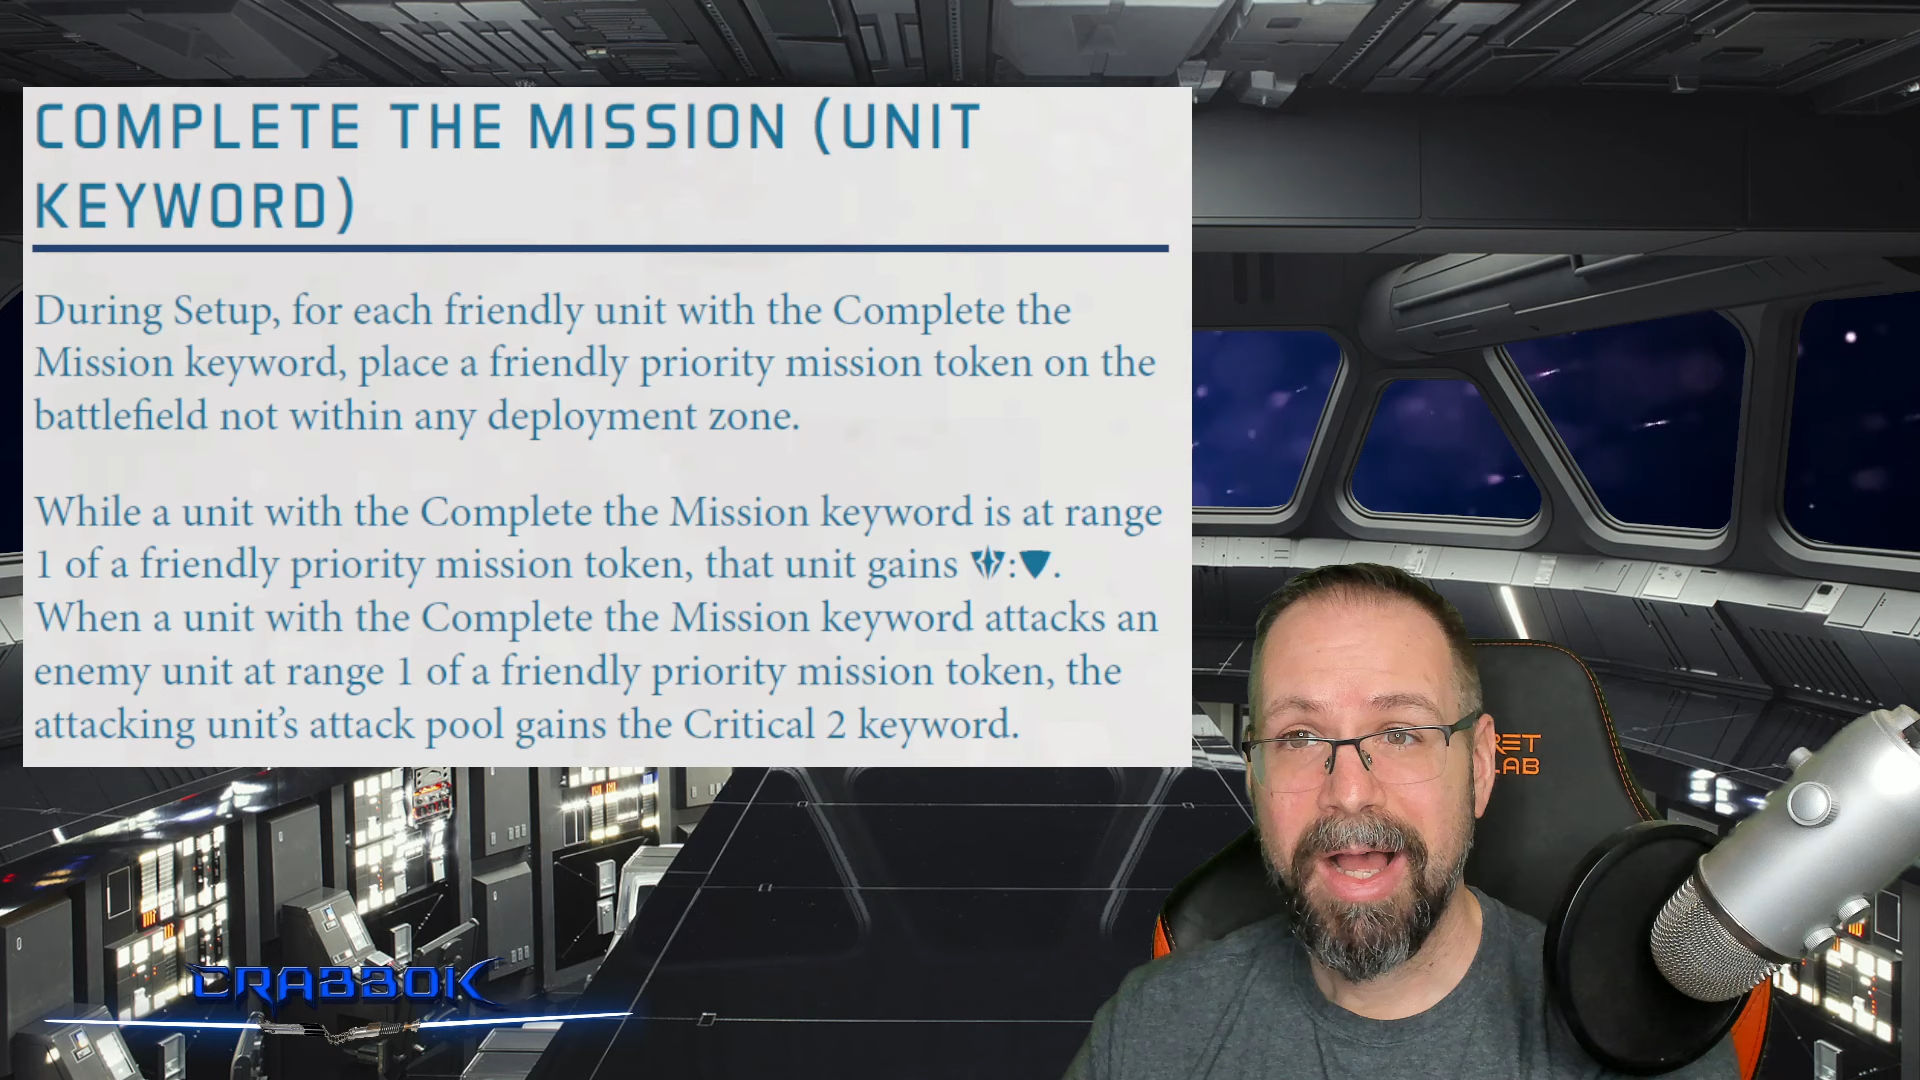 COMPLETE THE MISSION (UNIT
KEYWORD)
During Setup, for each friendly unit with the Complete the
Mission keyword, place a friendly priority mission token on the
battlefield not within any deployment zone.
While a unit with the Complete the Mission keyword is at range
1 of a friendly priority mission token, that unit gains :.
When a unit with the Complete the Mission keyword attacks an
enemy unit at range 1 of a friendly priority mission token, the
attacking unit's attack pool gains the Critical 2 keyword.
RET
LAB
CRABBOK